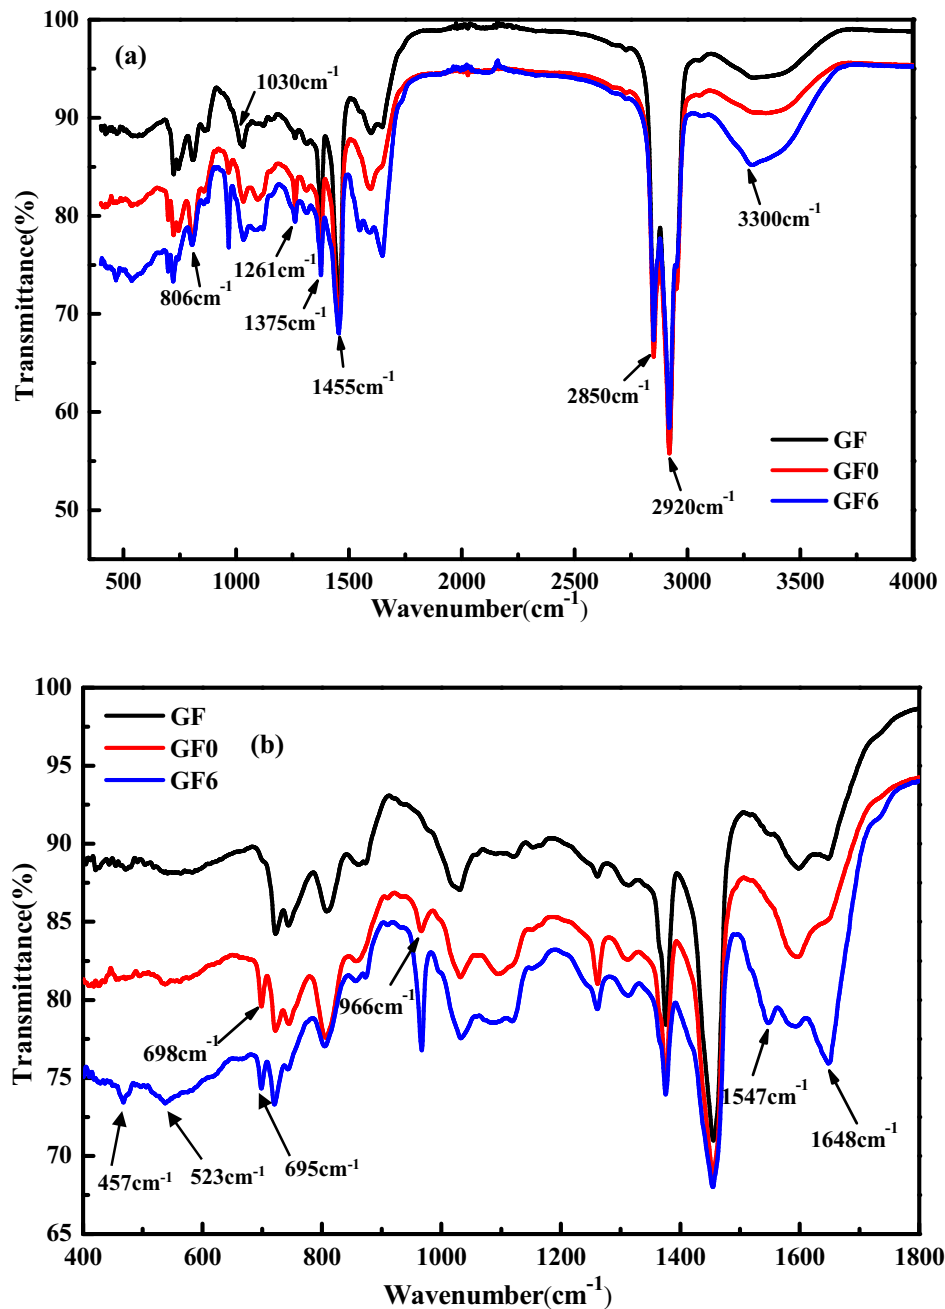 100
(a)
1030cm-1
90
80
3300cm-1
1261cm-1
806cm-1
1375cm-1
70
1455cm-1
2850cm-1
60
GF
GF0
2920cm-1
GF6
50
Transmittance(%)
500 1000 1500 2000 2500 3000 3500 4000
Wavenumber(cm-1)
100
GF
GF0
(b)
GF6
95
90
85
80
966cm-1
698cm-1
75
1547cm-1
1648cm-1
457cm-1
523cm-1
695cm-1
70
65
Transmittance(%)
400 600 800 1000 1200 1400 1600 1800
Wavenumber(cm-1)